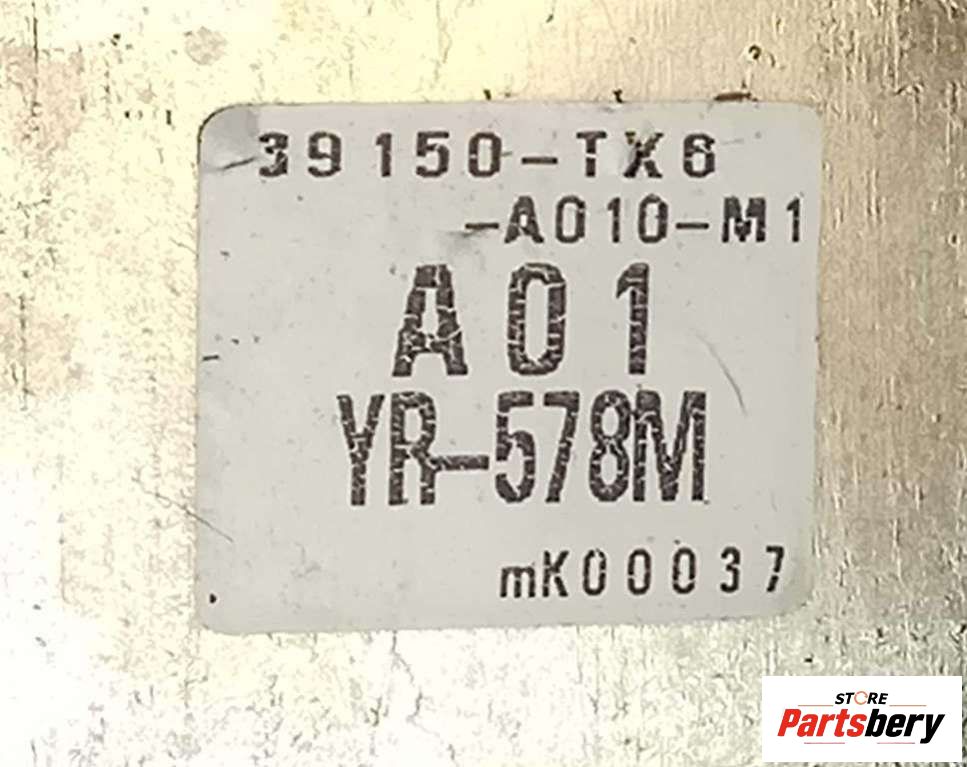 39150-TX6
-A010-M1
A01
YR-578M
mK00037
STORE
Partsbery